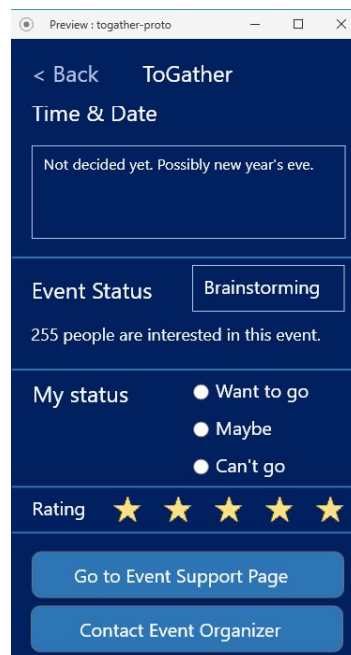 Preview : togather-proto
< Back ToGather
Time & Date
Not decided yet. Possibly new year's eve.
Event Status Brainstorming
255 people are interested in this event.
My status Want to go
Maybe
Can't go
Rating
Go to Event Support Page
Contact Event Organizer